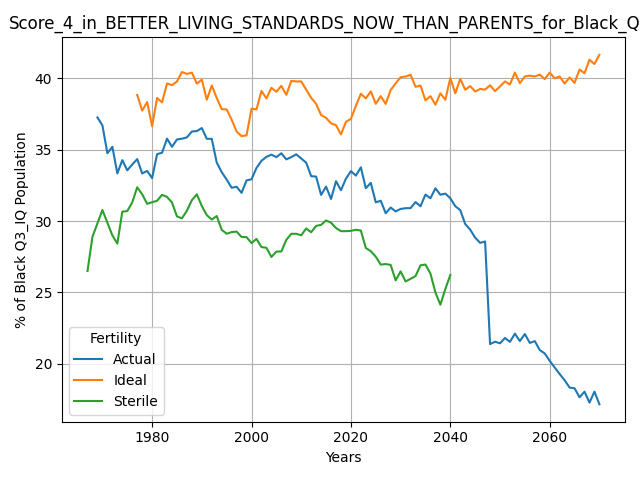 Score_4_in_BETTER_LIVING_STANDARDS_NOW_THAN_PARENTS_for_Black_Q
% of Black Q3_IQ Population
40
35
30
25
20
Fertility
Actual
Ideal
Sterile
1980
2000
2020
2040
2060
Years